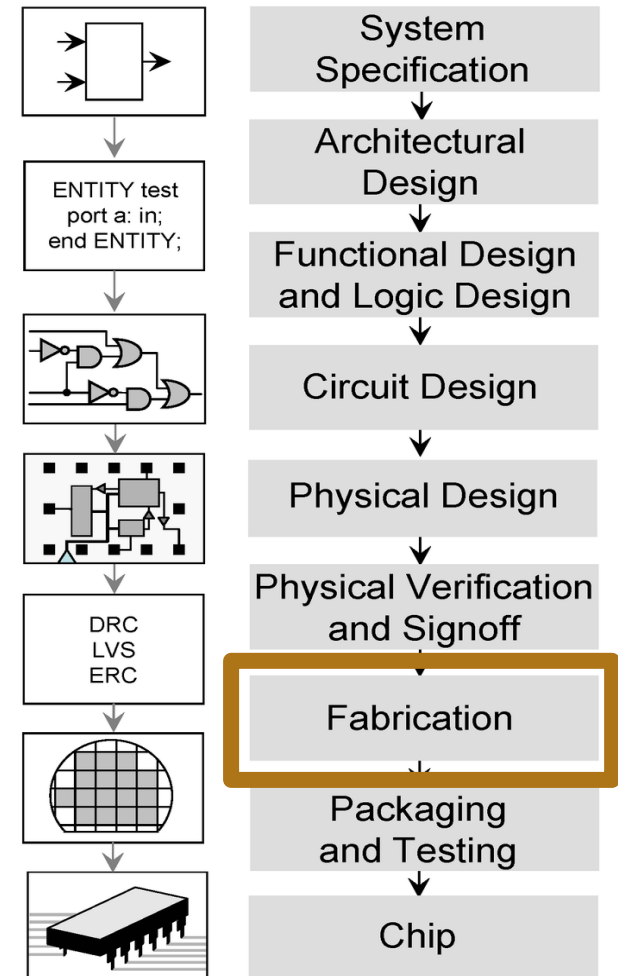 System
Specification
Architectural
Design
ENTITY test
port a: in;
end ENTITY;
Functional Design
and Logic Design
Circuit Design
Physical Design
Physical Verification
and Signoff
DRC
LVS
ERC
Fabrication
Packaging
and Testing
Chip